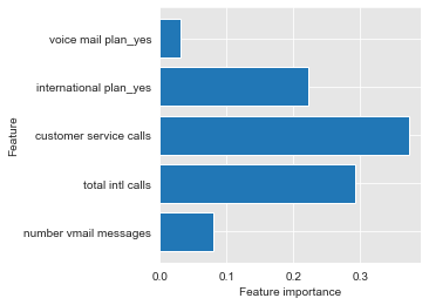 voice mail plan_yes
international plan_yes
customer service calls
total intl calls
number vmail messages
Feature
0.0 0.1 0.2 0.3
Feature importance